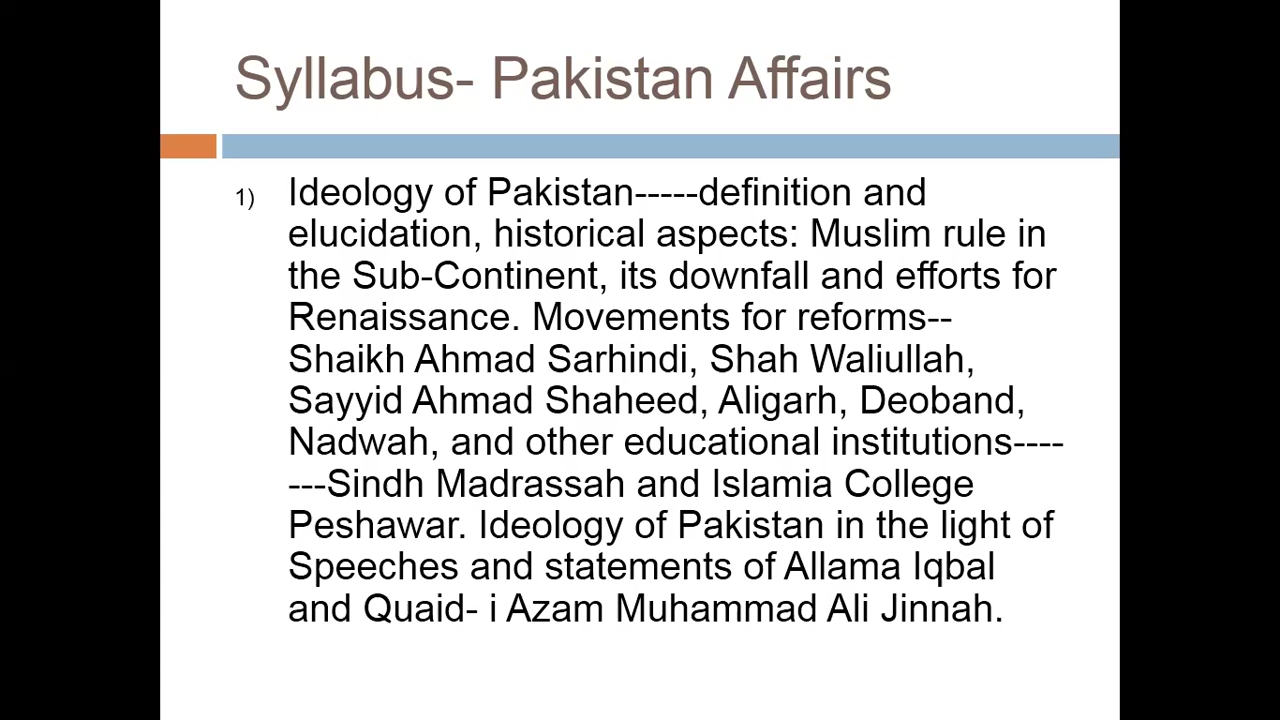 Syllabus- Pakistan Affairs
1) Ideology of Pakistan-----definition and
elucidation, historical aspects: Muslim rule in
the Sub-Continent, its downfall and efforts for
Renaissance. Movements for reforms--
Shaikh Ahmad Sarhindi, Shah Waliullah,
Sayyid Ahmad Shaheed, Aligarh, Deoband,
Nadwah, and other educational institutions----
---Sindh Madrassah and Islamia College
Peshawar. Ideology of Pakistan in the light of
Speeches and statements of Allama Iqbal
and Quaid- i Azam Muhammad Ali Jinnah.